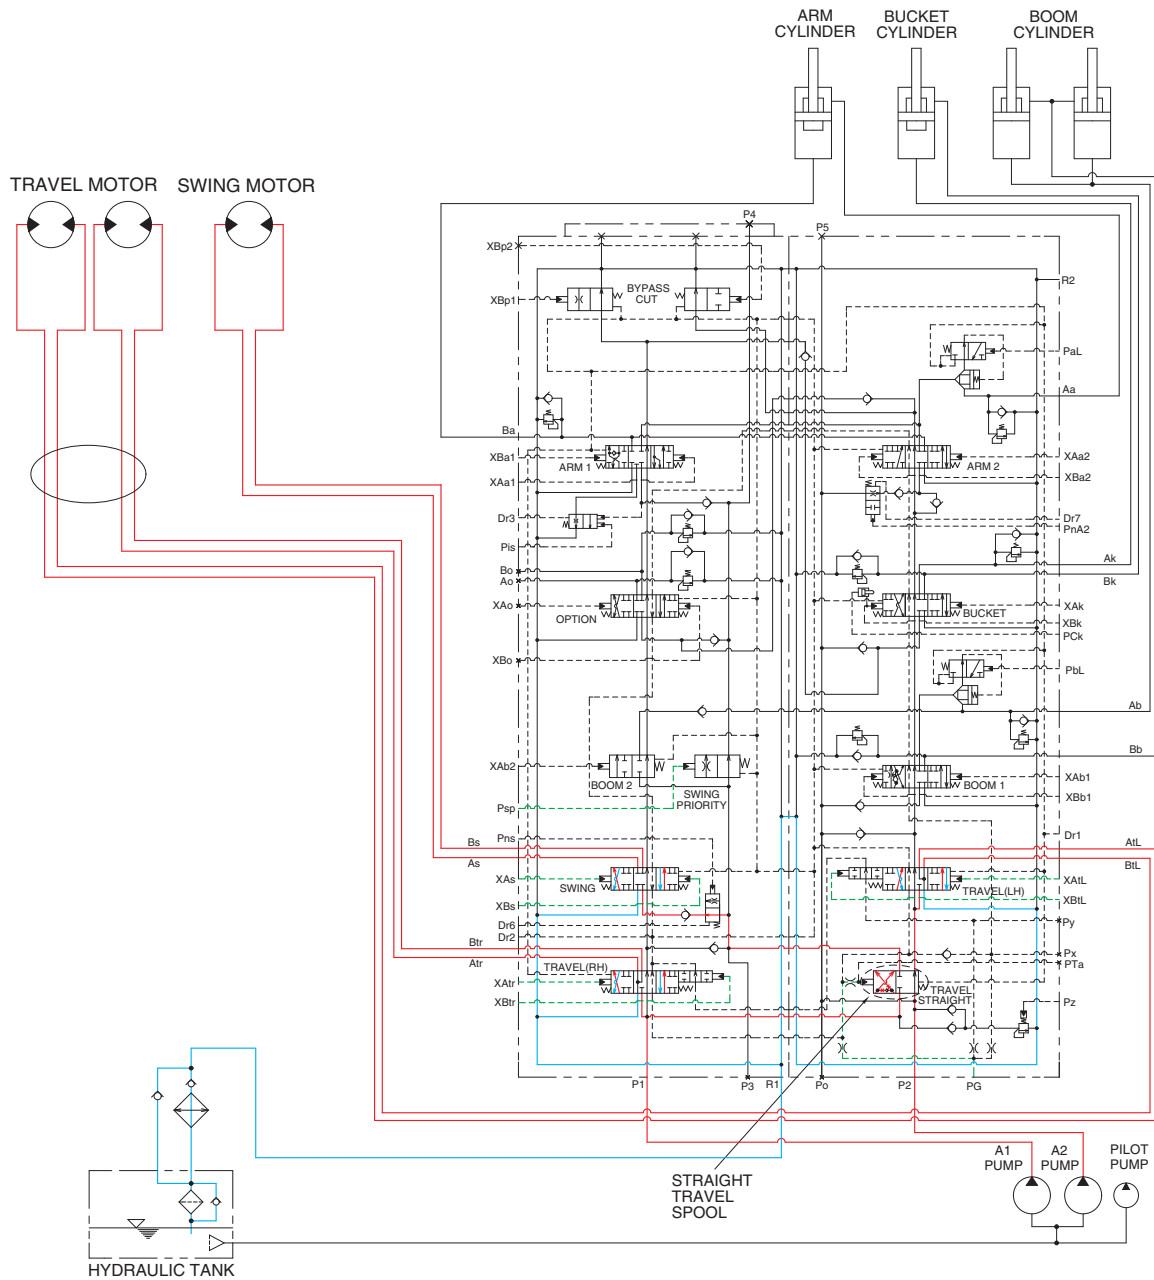 ARM
CYLINDER
BUCKET
CYLINDER
BOOM
CYLINDER
TRAVEL MOTOR
SWING MOTOR
P4
P5
XBp2
R2
BYPASS
CUT
XBp1
PaL
Aa
Ba
XBa1
ARM 1
ARM 2
XAa2
XAa1
XBa2
Dr3
Dr7
PnA2
Pis
Ak
Bo
Ao
Bk
XAo
OPTION
BUCKET
XAk
XBk
PCk
XBo
PbL
Ab
Bb
XAb2
BOOM 2
SWING
PRIORITY
BOOM 1
XAb1
XBb1
Psp
Pns
Dr1
Bs
AtL
As
BtL
XAs
SWING
TRAVEL(LH)
XAtL
XBs
XBtL
Dr6
Py
Dr2
Btr
Px
Atr
TRAVEL(RH)
PTa
XAtr
TRAVEL
STRAIGHT
XBtr
Pz
P1
P3
R1
Po
P2
PG
A1
PUMP
A2
PUMP
PILOT
PUMP
STRAIGHT
TRAVEL
SPOOL
HYDRAULIC TANK